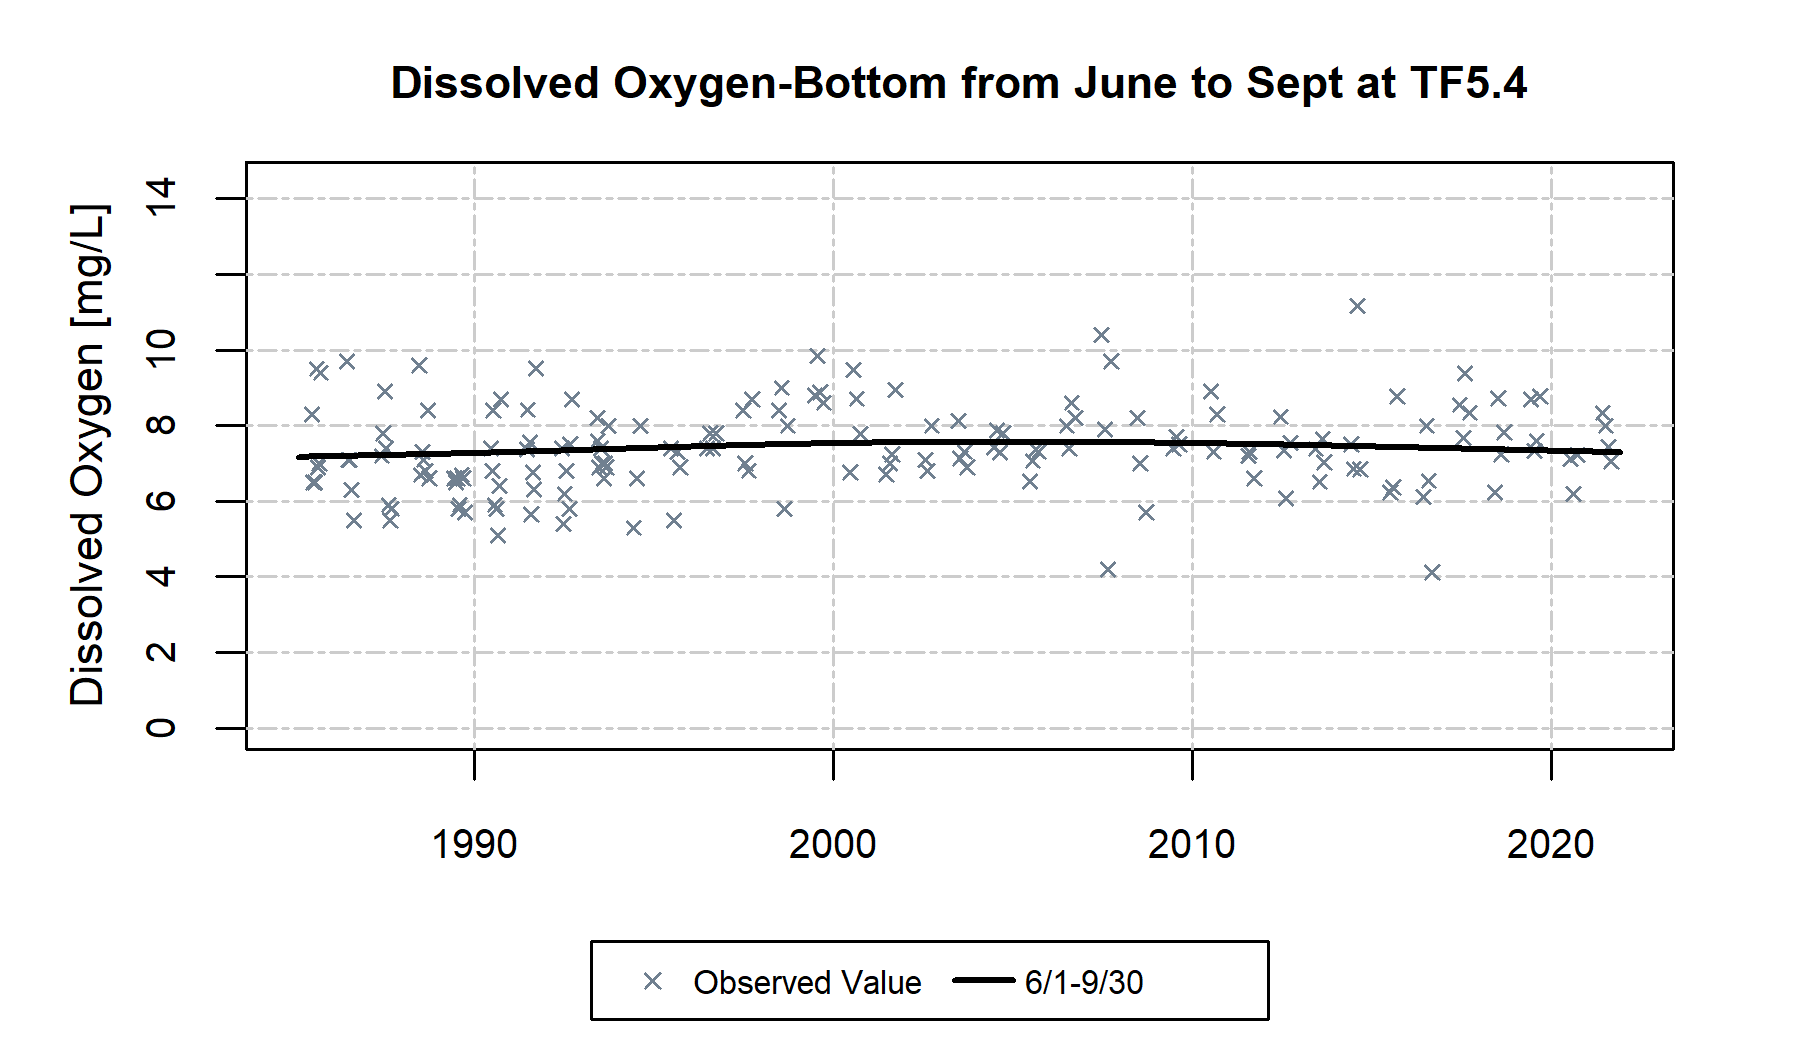 Dissolved Oxygen-Bottom from June to Sept at TF5.4
Dissolved Oxygen [mg/L]
14
10
8
6
4
2
0
1990 2000 2010 2020
Observed Value 6/1-9/30